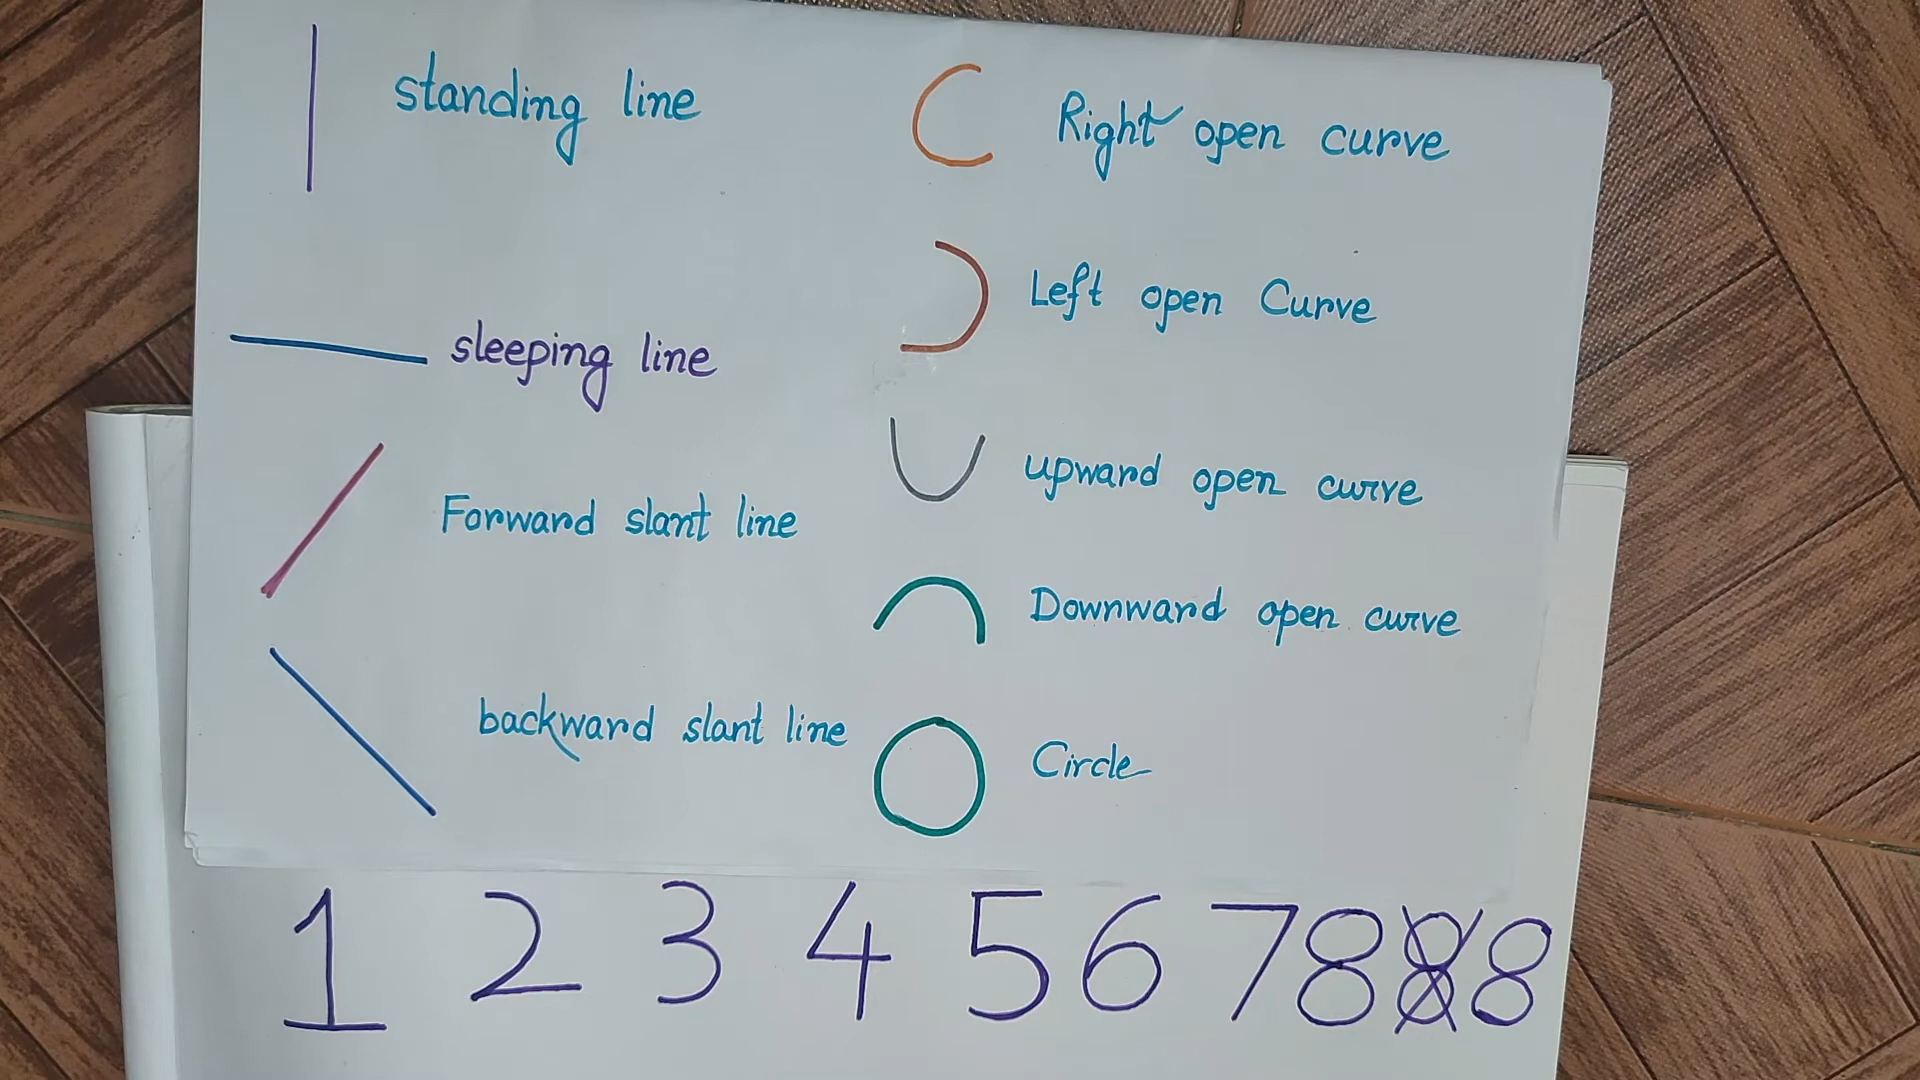 standing line
sleeping line
Forward slant line
backward slant line
Right open curve
Left open Curve
upward open curve
Downward open curve
Circle
1 2 3 4 5 6 7 8 8 8